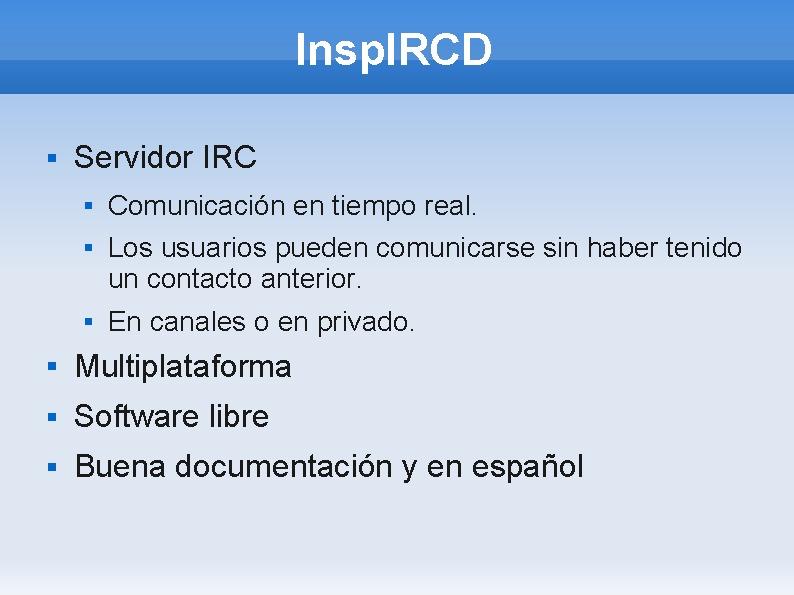 InspIRCD
Servidor IRC
Comunicación en tiempo real.
Los usuarios pueden comunicarse sin haber tenido
un contacto anterior.
En canales o en privado.
Multiplataforma
Software libre
Buena documentación y en español